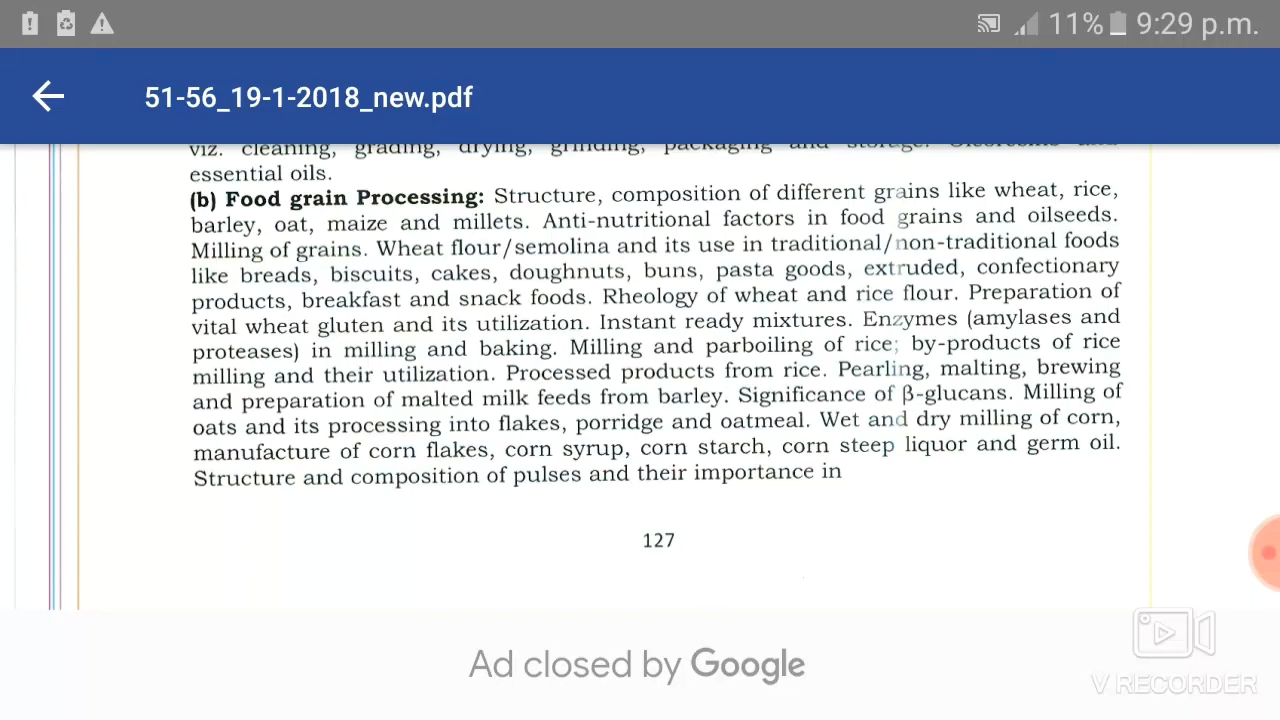 11% 9:29 p.m.
51-56_19-1-2018_new.pdf
viz. cleaning, grading, drying, grinding, packaging and storage. Oleoresins and
essential oils.
(b) Food grain Processing: Structure, composition of different grains like wheat, rice,
barley, oat, maize and millets. Anti-nutritional factors in food grains and oilseeds.
Milling of grains. Wheat flour/semolina and its use in traditional/non-traditional foods
like breads, biscuits, cakes, doughnuts, buns, pasta goods, extruded, confectionary
products, breakfast and snack foods. Rheology of wheat and rice flour. Preparation of
vital wheat gluten and its utilization. Instant ready mixtures. Enzymes (amylases and
proteases) in milling and baking. Milling and parboiling of rice; by-products of rice
milling and their utilization. Processed products from rice. Pearling, malting, brewing
and preparation of malted milk feeds from barley. Significance of β-glucans. Milling of
oats and its processing into flakes, porridge and oatmeal. Wet and dry milling of corn,
manufacture of corn flakes, corn syrup, corn starch, corn steep liquor and germ oil.
Structure and composition of pulses and their importance in
127
Ad closed by Google
V RECORDER